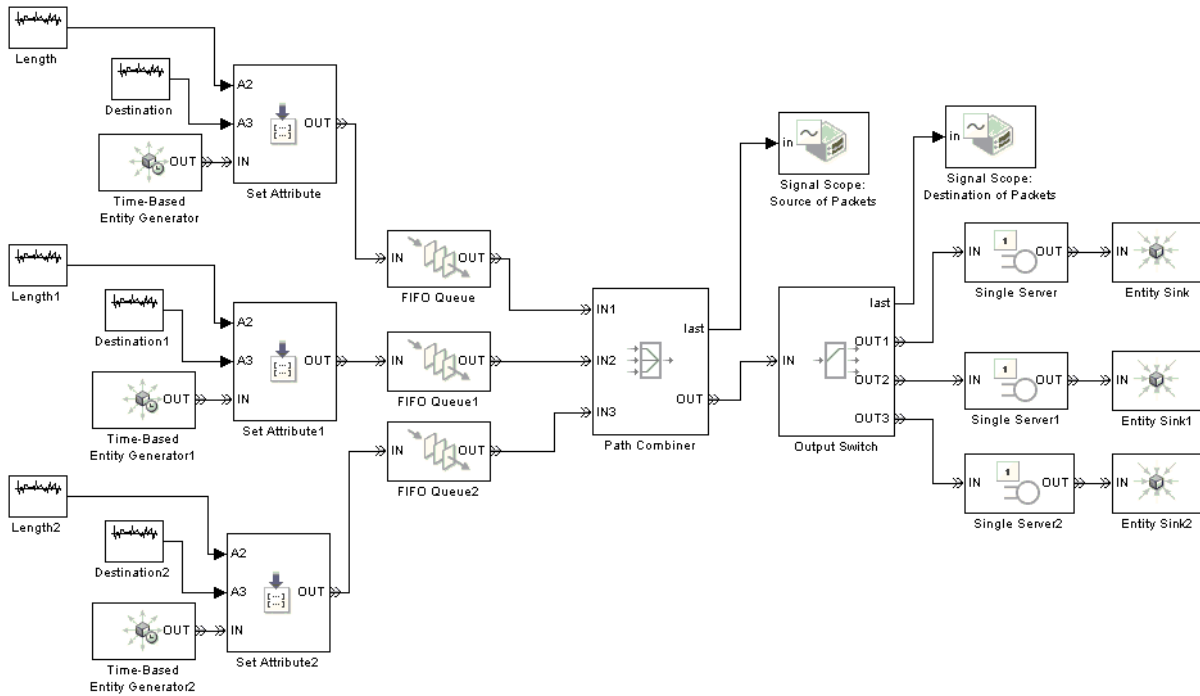 Length
Destination
A2
A3
OUT
OUT
IN
Set Attribute
Time-Based
Entity Generator
Length1
Destination1
A2
A3
OUT
OUT
IN
Set Attribute1
Time-Based
Entity Generator1
Length2
Destination2
A2
A3
OUT
OUT
IN
Set Attribute2
Time-Based
Entity Generator2
IN
OUT
FIFO Queue
IN
OUT
FIFO Queue1
IN
OUT
FIFO Queue2
IN1
last
IN2
OUT
IN3
Path Combiner
in
Signal Scope:
Source of Packets
in
Signal Scope:
Destination of Packets
last
OUT1
IN
OUT2
OUT3
Output Switch
1
IN
OUT
Single Server
IN
Entity Sink
1
IN
OUT
Single Server1
IN
Entity Sink1
1
IN
OUT
Single Server2
IN
Entity Sink2